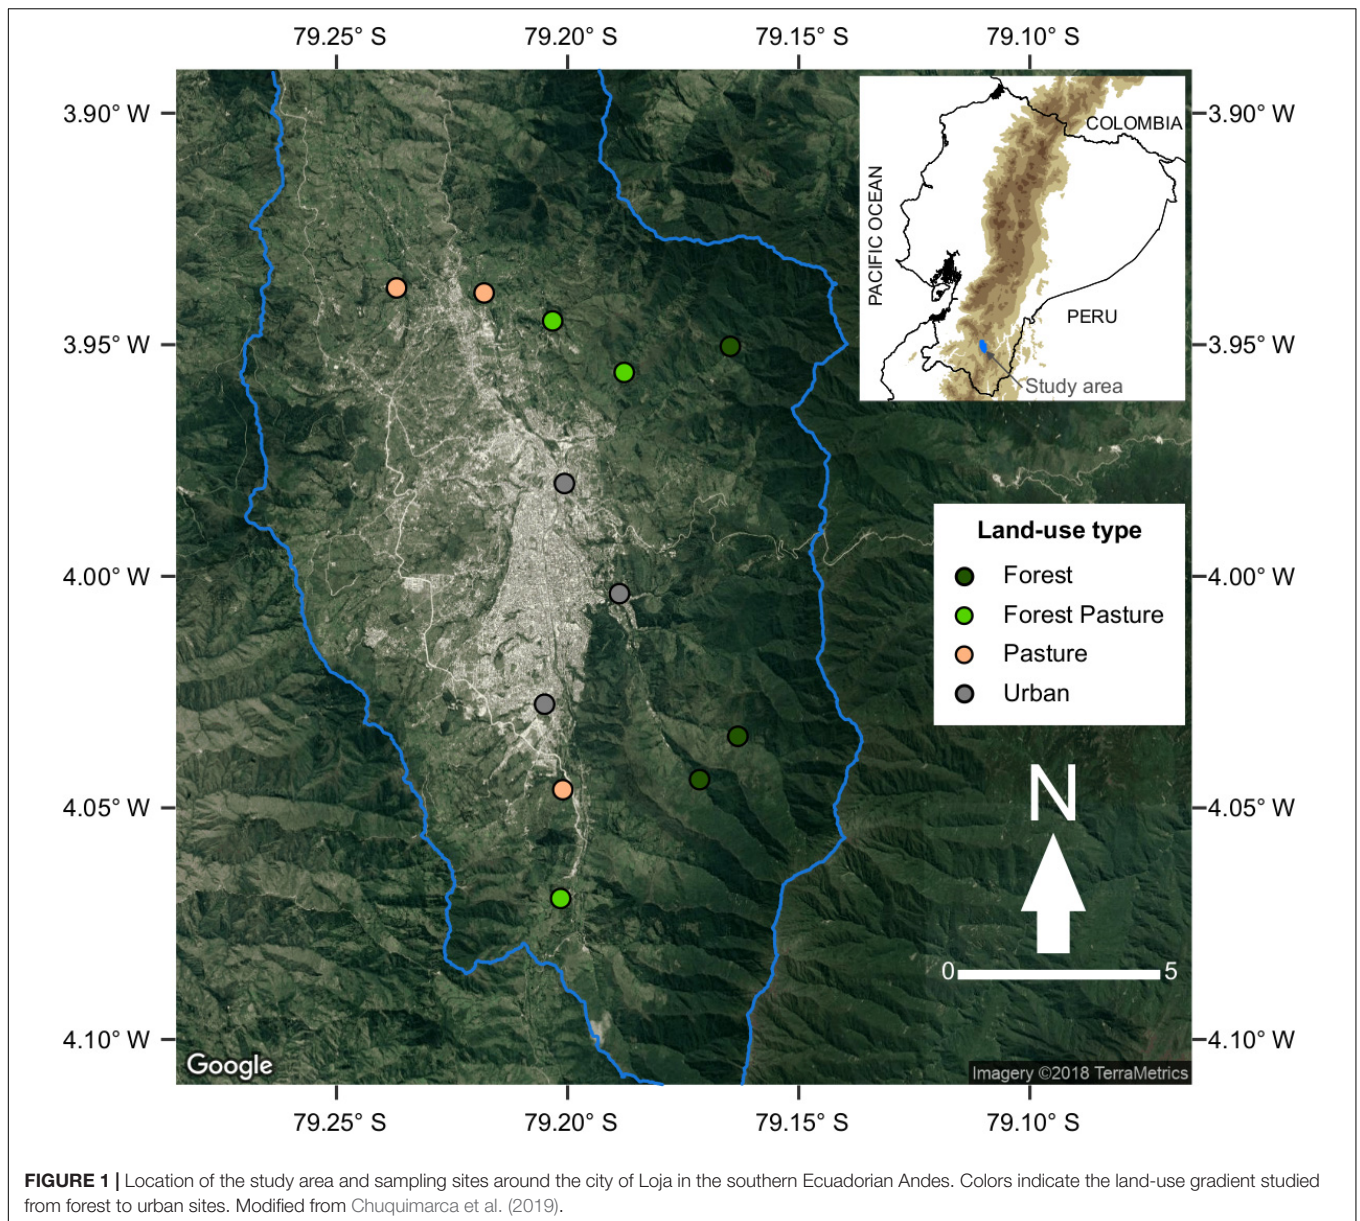 79.25° S 79.20° S 79.15° S 79.10° S
3.90° W 3.90° W
COLOMBIA
PACIFIC OCEAN
PERU
Study area
3.95° W 3.95° W
Land-use type
Forest
Forest Pasture
Pasture
Urban
4.00° W 4.00° W
N
4.05° W 4.05° W
0 5
4.10° W 4.10° W
Google
Imagery ©2018 TerraMetrics
79.25° S 79.20° S 79.15° S 79.10° S
FIGURE 1 | Location of the study area and sampling sites around the city of Loja in the southern Ecuadorian Andes. Colors indicate the land-use gradient studied
from forest to urban sites. Modified from Chuquimarca et al. (2019).